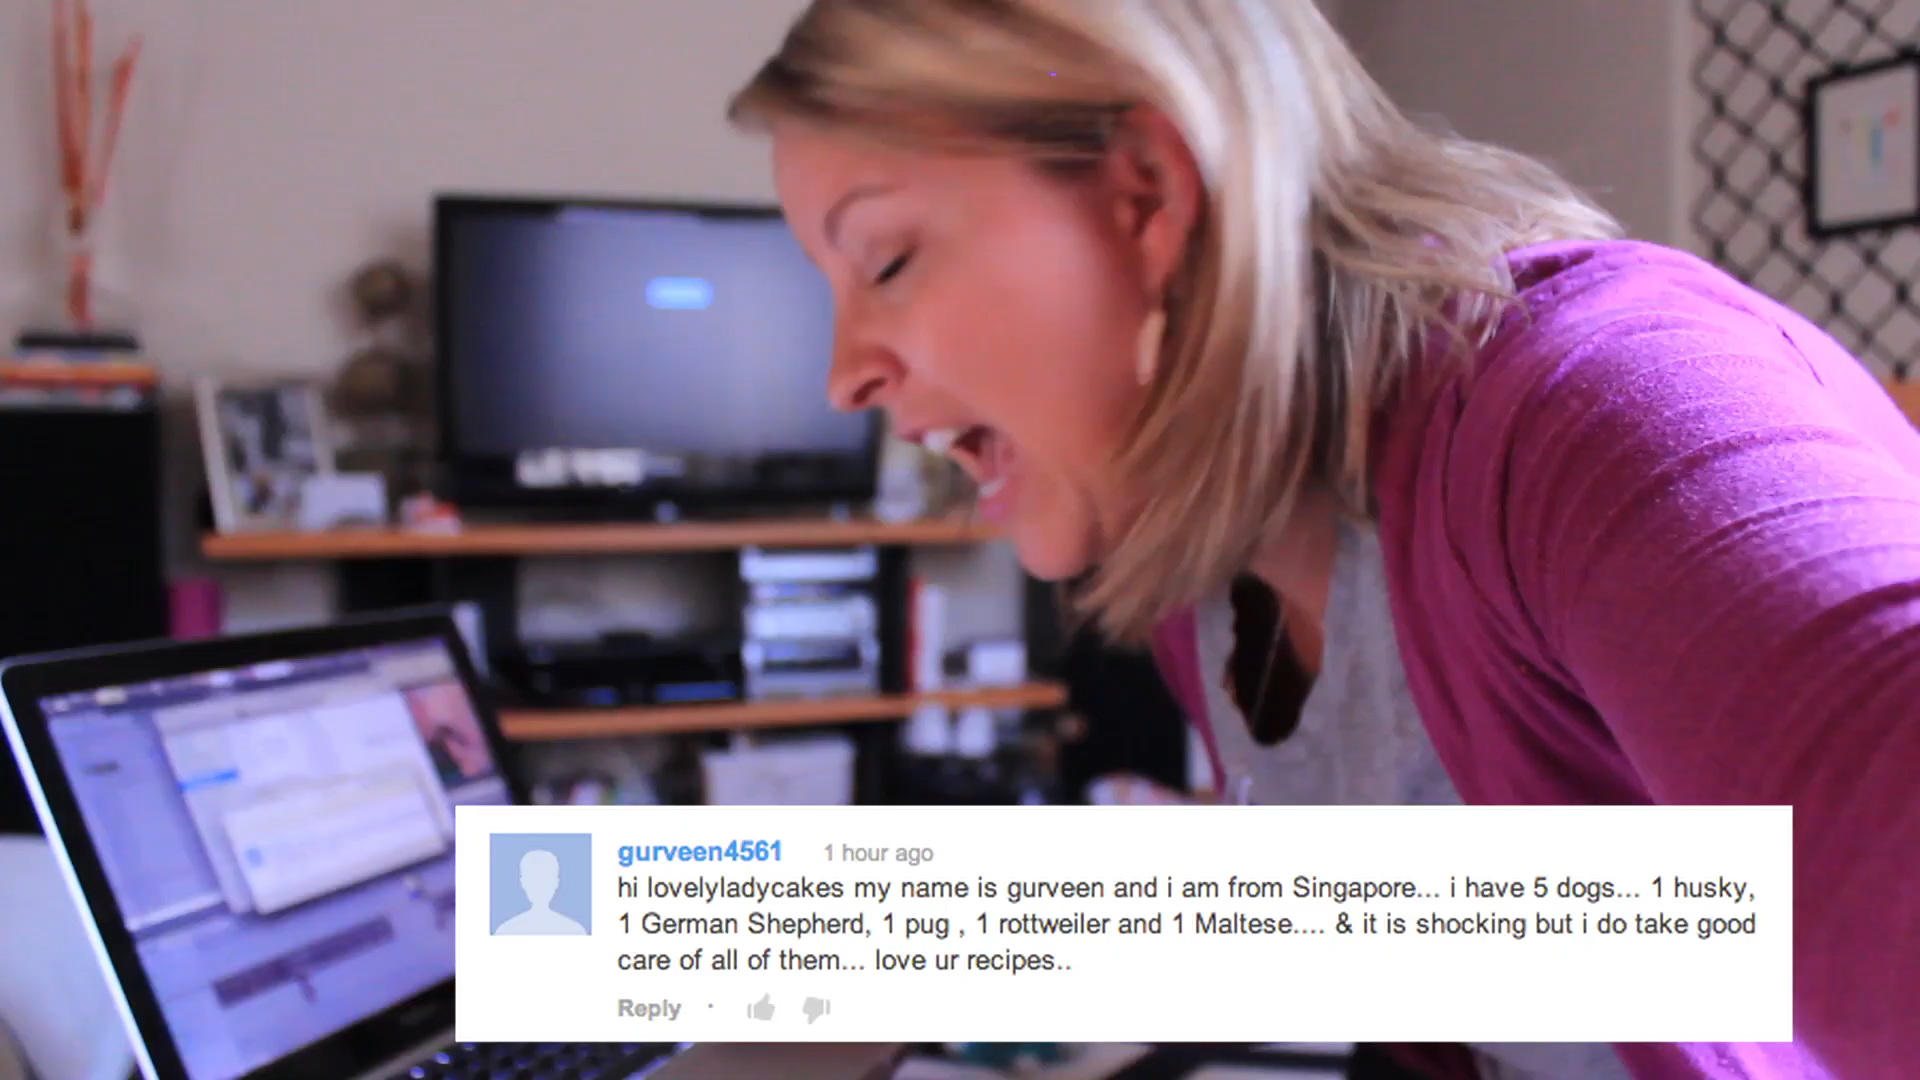 gurveen4561 1 hour ago
hi lovelyladycakes my name is gurveen and i am from Singapore... i have 5 dogs... 1 husky,
1 German Shepherd, 1 pug , 1 rottweiler and 1 Maltese.... & it is shocking but i do take good
care of all of them... love ur recipes..
Reply ·